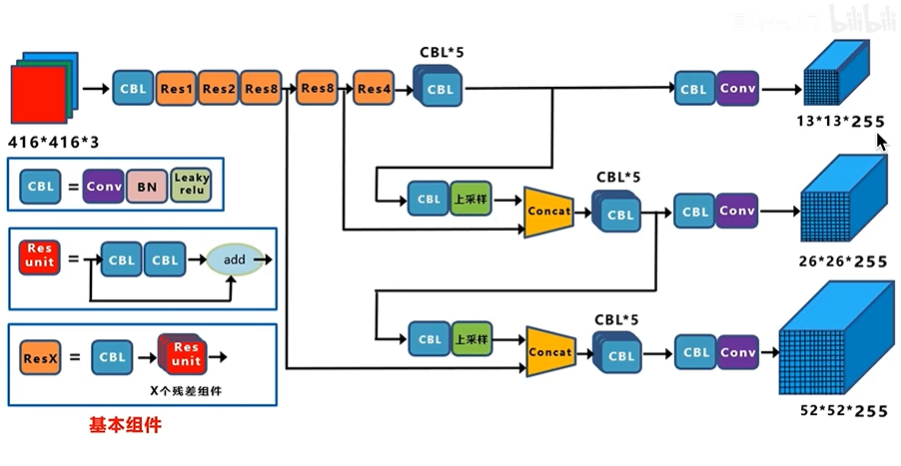 bilibili
CBL*5
CBL Res1 Res2 Res8 Res8 Res4 CBL CBL Conv
416*416*3
13*13*255
CBL = Conv BN Leaky relu
CBL 上采样 Concat CBL*5 CBL CBL Conv
26*26*255
Res unit = CBL CBL add
CBL 上采样 Concat CBL*5 CBL CBL Conv
52*52*255
ResX = CBL Res unit
X个残差组件
基本组件